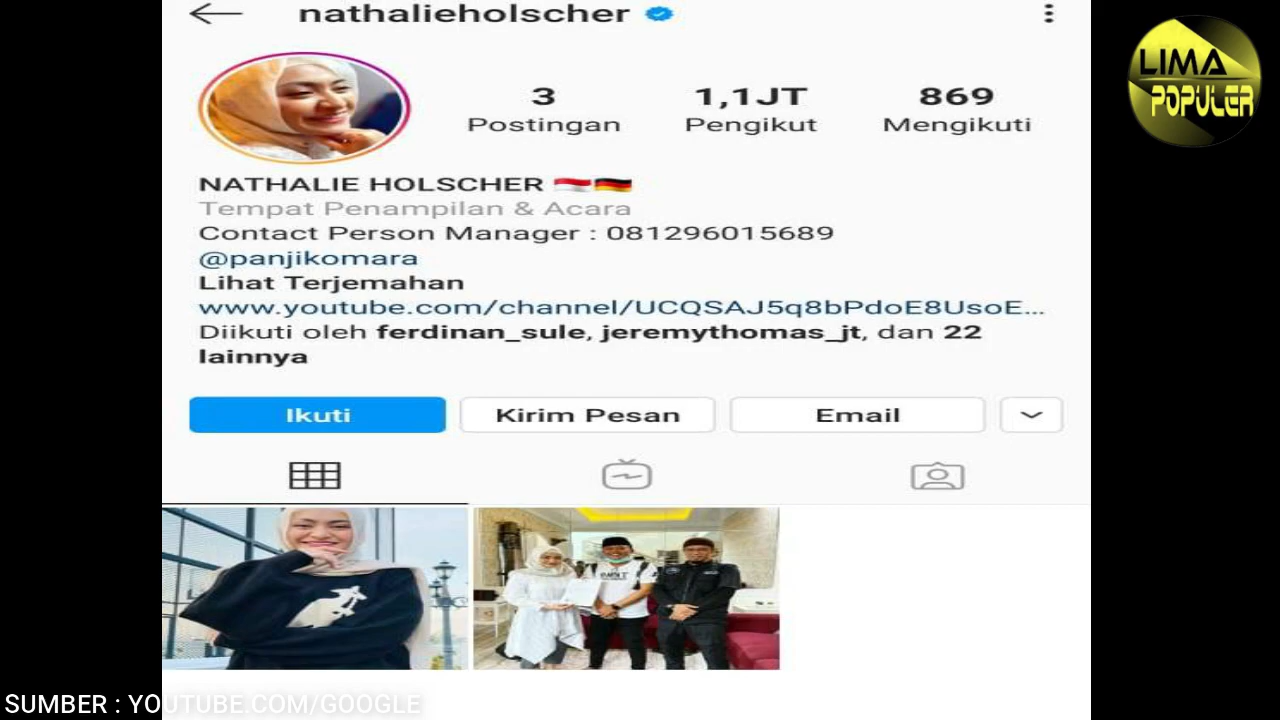 nathalieholscher
LIMA
POPULER
3
1,1JT
869
Postingan
Pengikut
Mengikuti
NATHALIE HOLSCHER 🇮🇩🇩🇪
Tempat Penampilan & Acara
Contact Person Manager : 081296015689
@panjikomara
Lihat Terjemahan
www.youtube.com/channel/UCQSAJ5q8bPdoE8UsoE...
Diikuti oleh ferdinan_sule, jeremythomas_jt, dan 22
lainnya
Ikuti
Kirim Pesan
Email
SUMBER : YOUTUBE.COM/GOOGLE